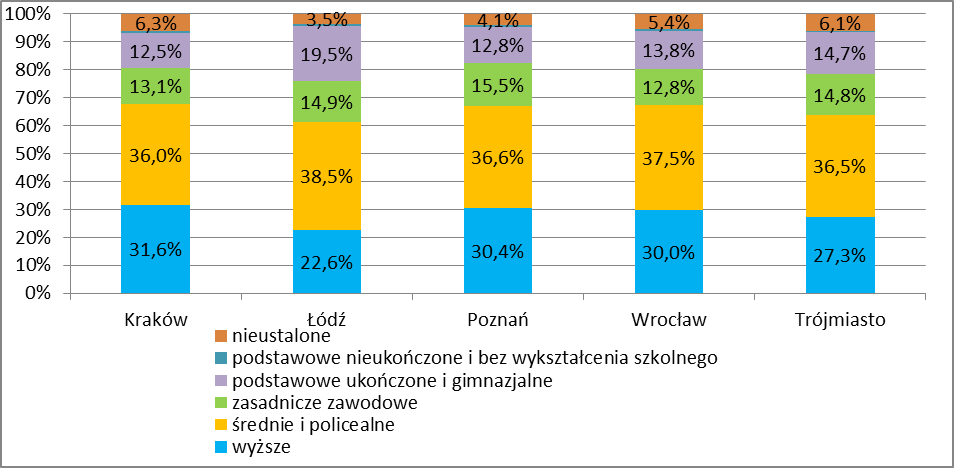 100%
90%
80%
70%
60%
50%
40%
30%
20%
10%
0%
6,3% 3,5% 4,1% 5,4% 6,1%
12,5% 19,5% 12,8% 13,8% 14,7%
13,1% 14,9% 15,5% 12,8% 14,8%
36,0% 38,5% 36,6% 37,5% 36,5%
31,6% 22,6% 30,4% 30,0% 27,3%
Kraków Łódź Poznań Wrocław Trójmiasto
nieustalone
podstawowe nieukończone i bez wykształcenia szkolnego
podstawowe ukończone i gimnazjalne
zasadnicze zawodowe
średnie i policealne
wyższe